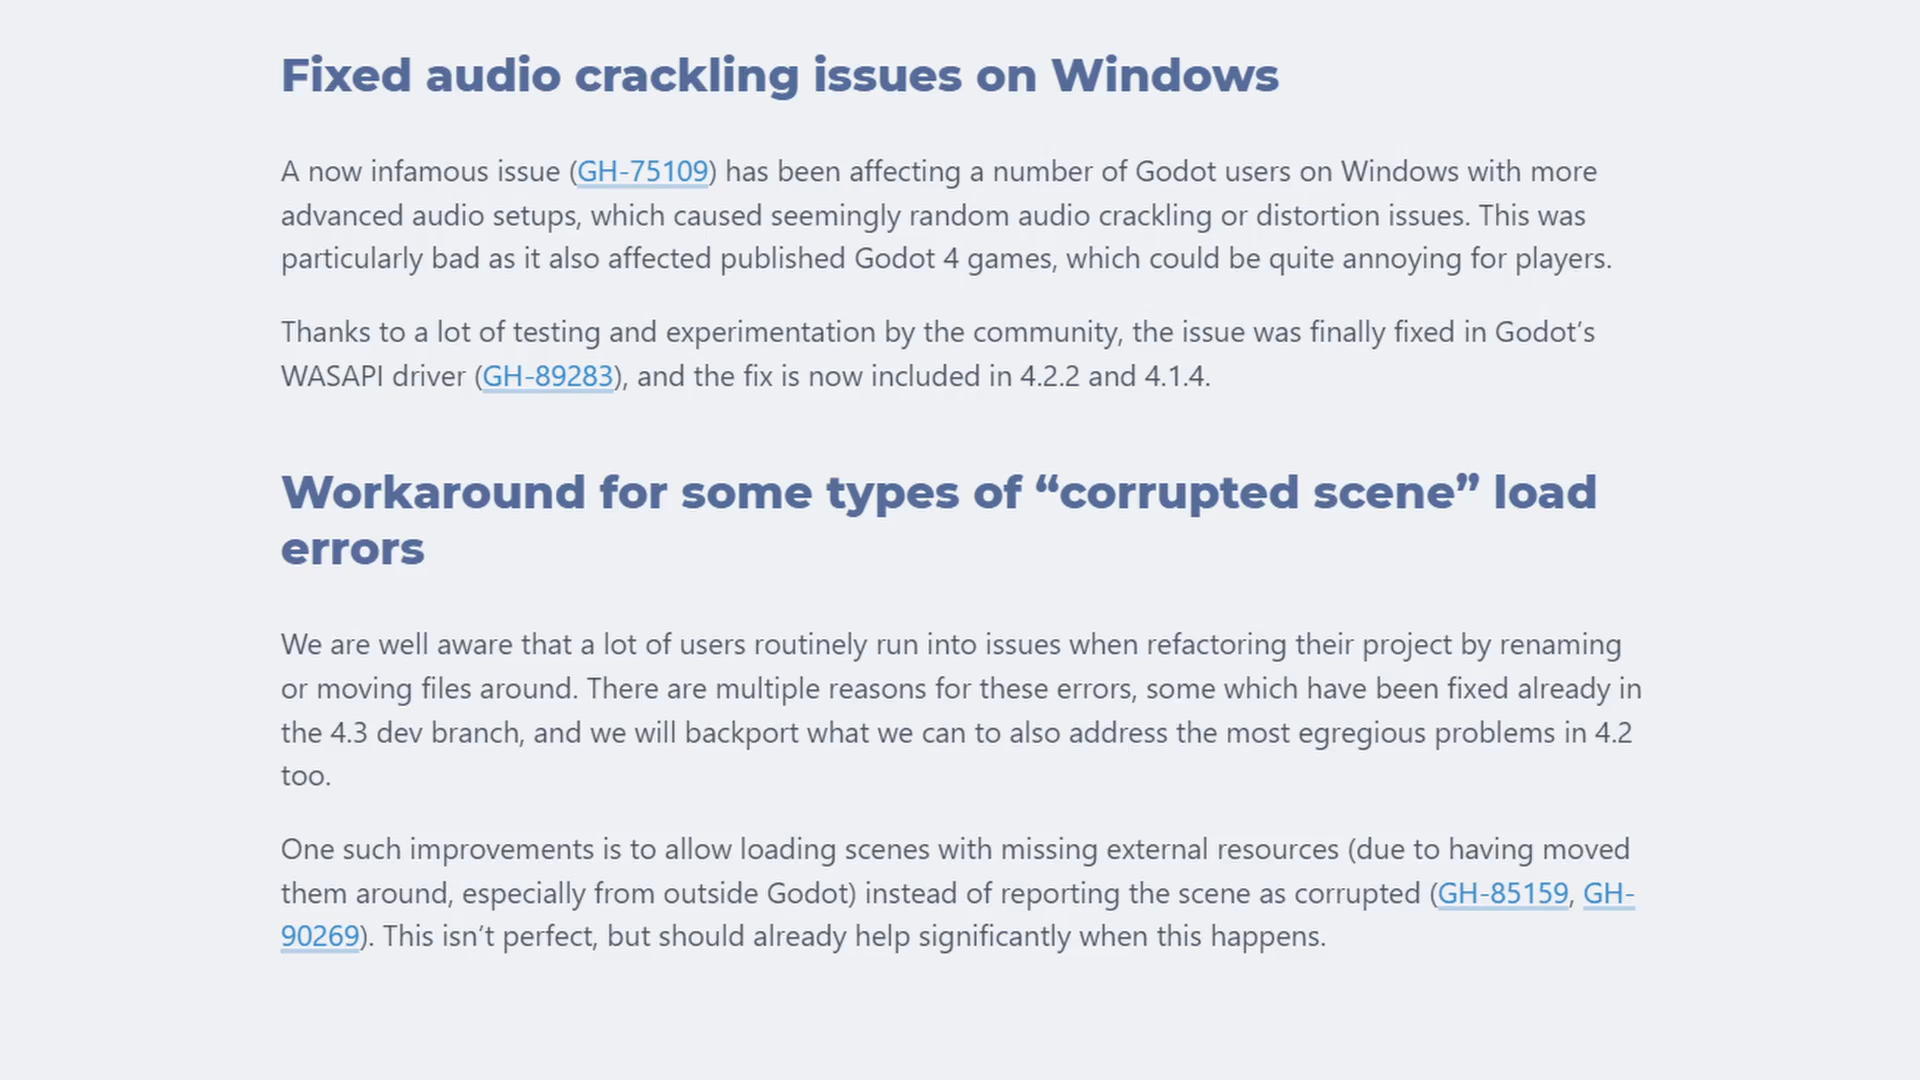 Fixed audio crackling issues on Windows
A now infamous issue (GH-75109) has been affecting a number of Godot users on Windows with more
advanced audio setups, which caused seemingly random audio crackling or distortion issues. This was
particularly bad as it also affected published Godot 4 games, which could be quite annoying for players.
Thanks to a lot of testing and experimentation by the community, the issue was finally fixed in Godot’s
WASAPI driver (GH-89283), and the fix is now included in 4.2.2 and 4.1.4.
Workaround for some types of “corrupted scene” load
errors
We are well aware that a lot of users routinely run into issues when refactoring their project by renaming
or moving files around. There are multiple reasons for these errors, some which have been fixed already in
the 4.3 dev branch, and we will backport what we can to also address the most egregious problems in 4.2
too.
One such improvements is to allow loading scenes with missing external resources (due to having moved
them around, especially from outside Godot) instead of reporting the scene as corrupted (GH-85159, GH-
90269). This isn’t perfect, but should already help significantly when this happens.